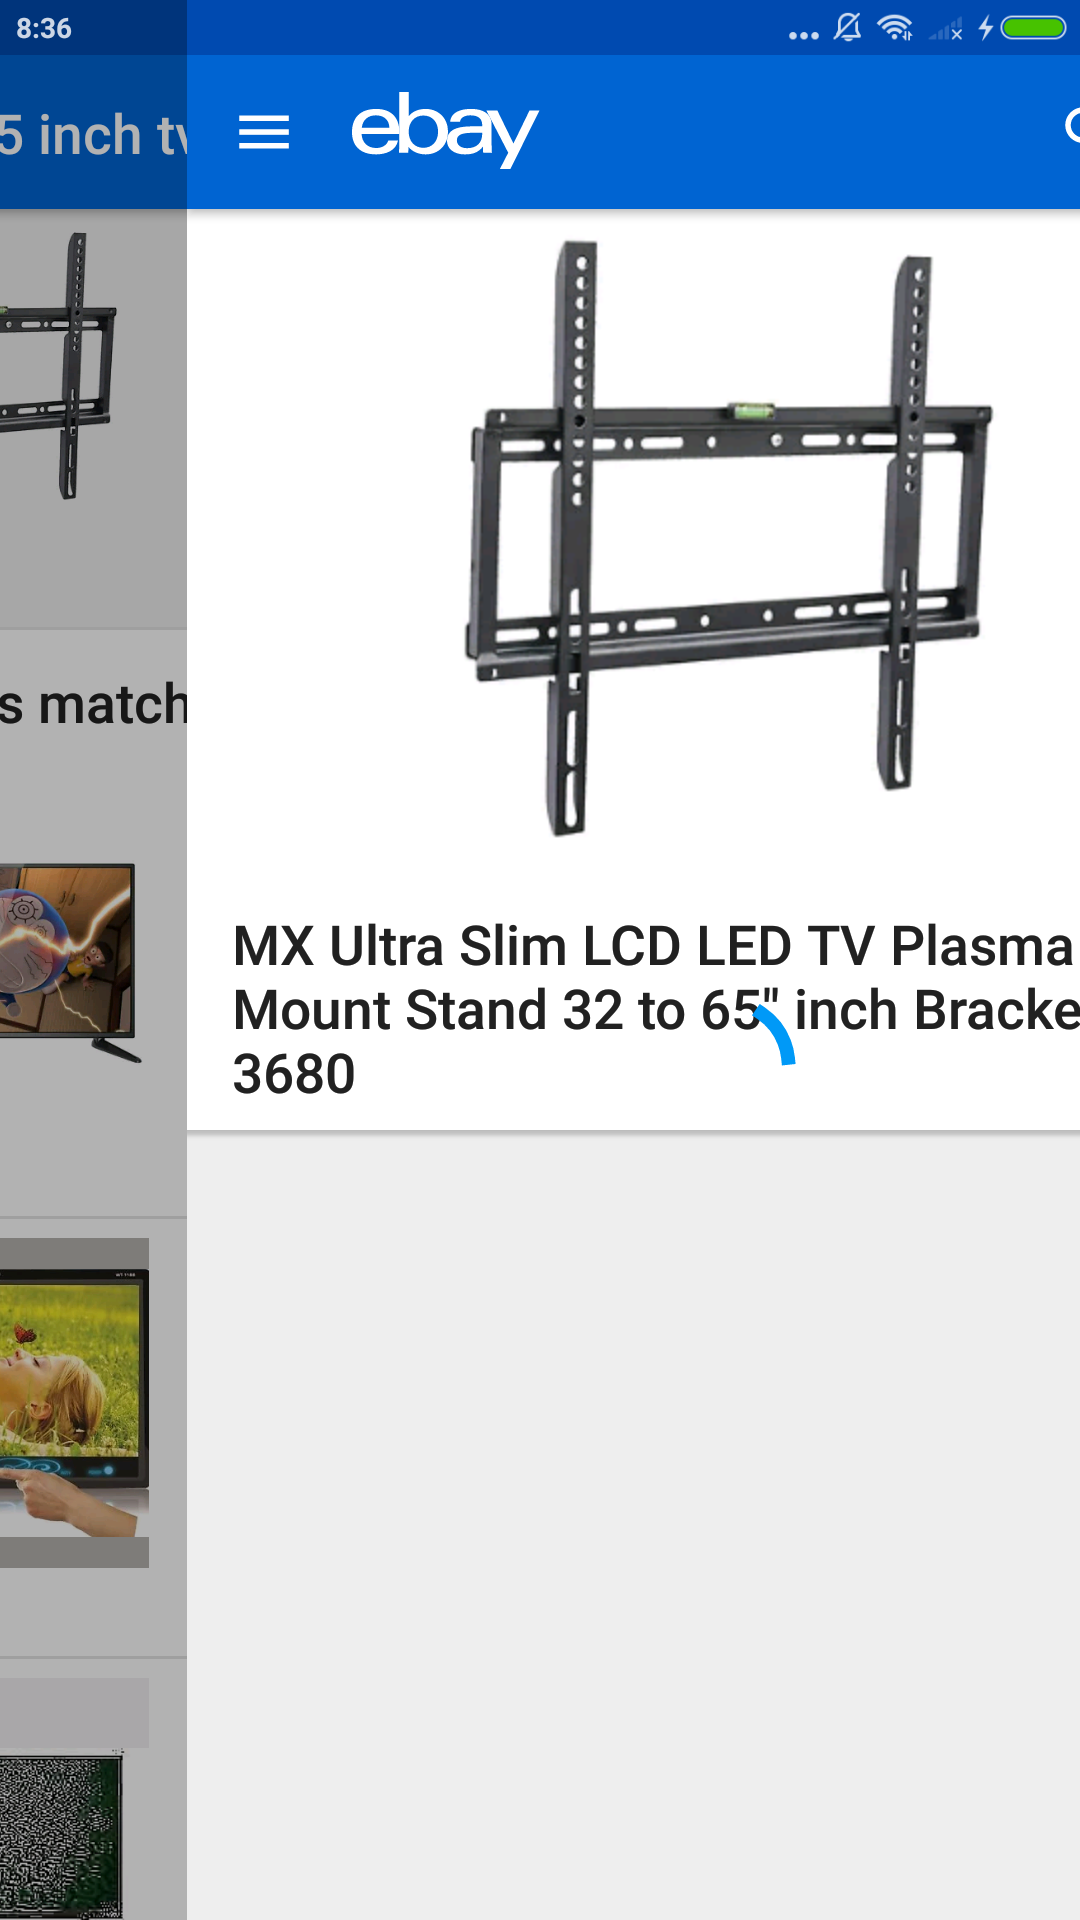 8:36
5 inch tv
ebay
s match
MX Ultra Slim LCD LED TV Plasma
Mount Stand 32 to 65" inch Bracke
3680